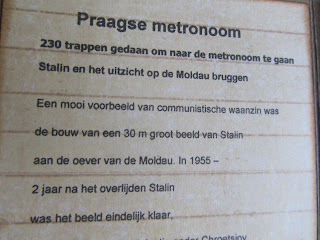 Praagse metronoom
230 trappen gedaan om naar de metronoom te gaan
Stalin en het uitzicht op de Moldau bruggen
Een mooi voorbeeld van communistische waanzin was
de bouw van een 30 m groot beeld van Stalin
aan de oever van de Moldau. In 1955 –
2 jaar na het overlijden Stalin
was het beeld eindelijk klaar,